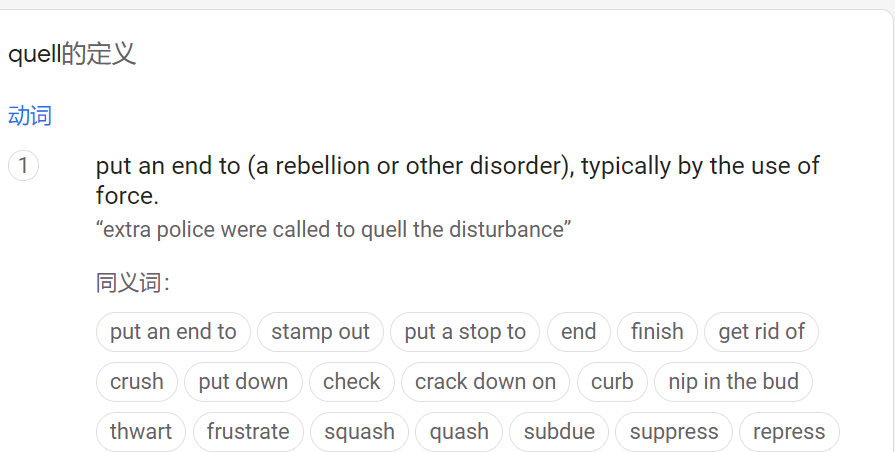 quell的定义
动词
1 put an end to (a rebellion or other disorder), typically by the use of
force.
“extra police were called to quell the disturbance”
同义词：
put an end to stamp out put a stop to end finish get rid of
crush put down check crack down on curb nip in the bud
thwart frustrate squash quash subdue suppress repress